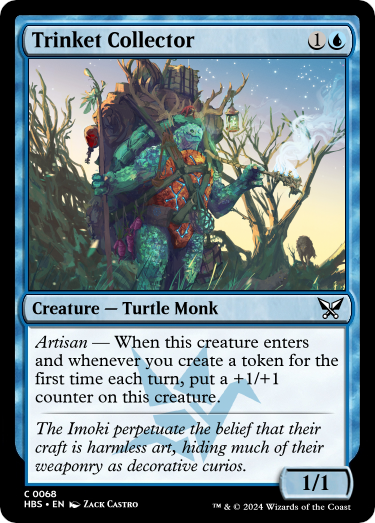 Trinket Collector 1
Creature — Turtle Monk
Artisan — When this creature enters
and whenever you create a token for the
first time each turn, put a +1/+1
counter on this creature.
The Imoki perpetuate the belief that their
craft is harmless art, hiding much of their
weaponry as decorative curios.
1/1
C 0068
HBS • EN Zack Castro
™ & © 2024 Wizards of the Coast